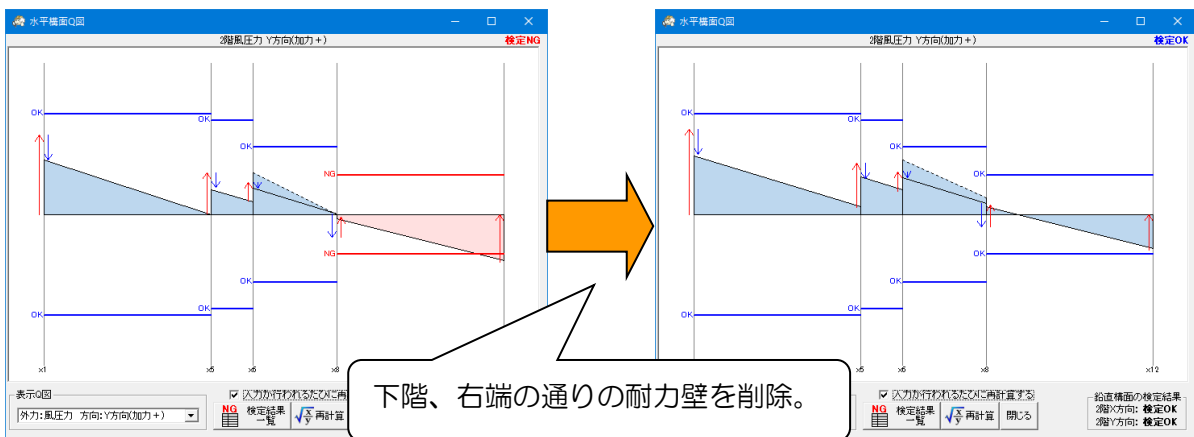 水平構面Q図
2階風圧力 Y方向(加力+)
検定NG
OK
OK
OK
NG
NG
OK
OK
OK
x1
x5
x6
x8
表示Q図
外力:風圧力 方向:Y方向(加力+)
入力が行われるたびに再
NG 検定結果一覧
再計算
水平構面Q図
2階風圧力 Y方向(加力+)
検定OK
OK
OK
OK
OK
OK
OK
OK
OK
x5
x6
x8
x12
入力が行われるたびに再計算する
NG 検定結果一覧
再計算
閉じる
鉛直構面の検定結果
2階X方向: 検定OK
2階Y方向: 検定OK
下階、右端の通りの耐力壁を削除。